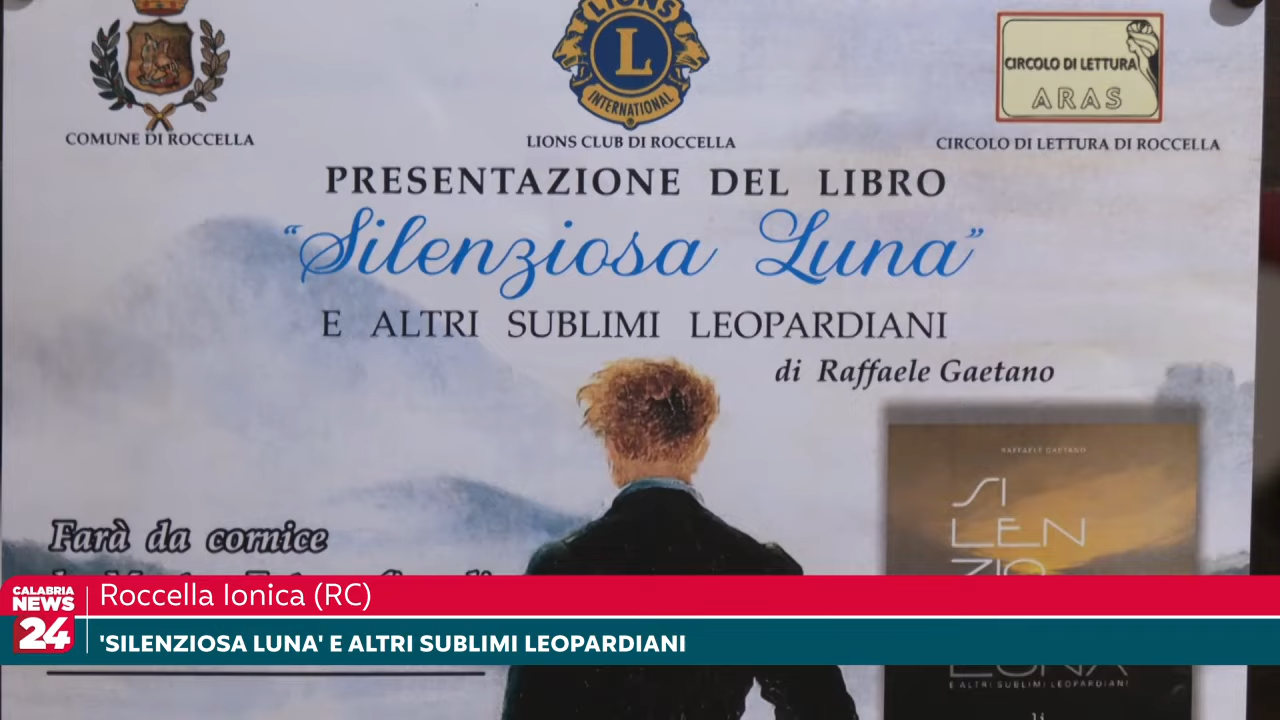 LIONS
L
INTERNATIONAL
CIRCOLO DI LETTURA
ARAS
COMUNE DI ROCCELLA
LIONS CLUB DI ROCCELLA
CIRCOLO DI LETTURA DI ROCCELLA
PRESENTAZIONE DEL LIBRO
“Silenziosa Luna”
E ALTRI SUBLIMI LEOPARDIANI
di Raffaele Gaetano
RAFFAELE GAETANO
SI
LEN
ZIO
Farà da cornice
CALABRIA
NEWS
24
Roccella Ionica (RC)
'SILENZIOSA LUNA' E ALTRI SUBLIMI LEOPARDIANI
LUNA
E ALTRI SUBLIMI LEOPARDIANI